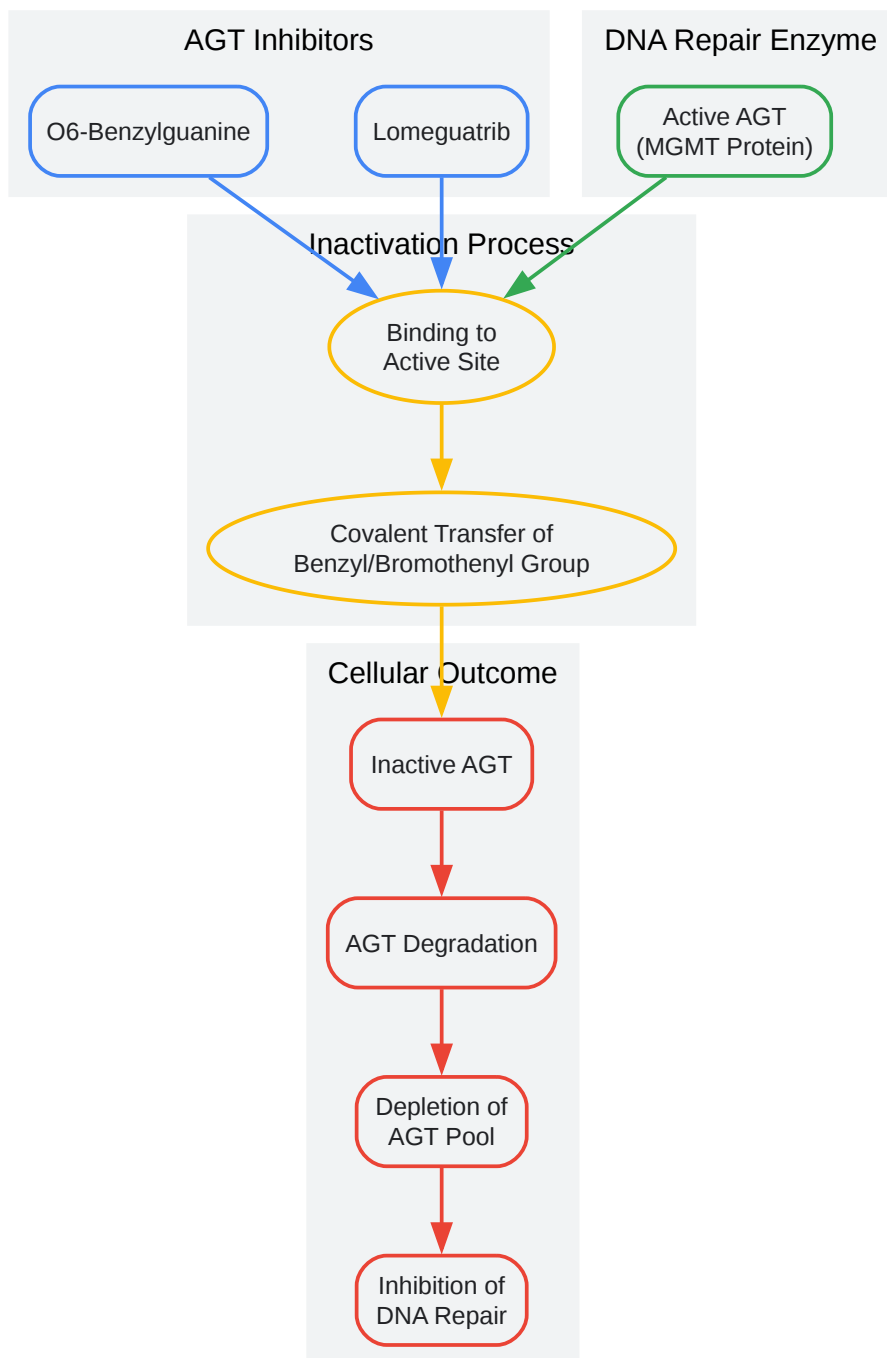 AGT Inhibitors
DNA Repair Enzyme
O6-Benzylguanine
Lomeguatrib
Active AGT
(MGMT Protein)
Inactivation Process
Binding to
Active Site
Covalent Transfer of
Benzyl/Bromothenyl Group
Cellular Outcome
Inactive AGT
AGT Degradation
Depletion of
AGT Pool
Inhibition of
DNA Repair